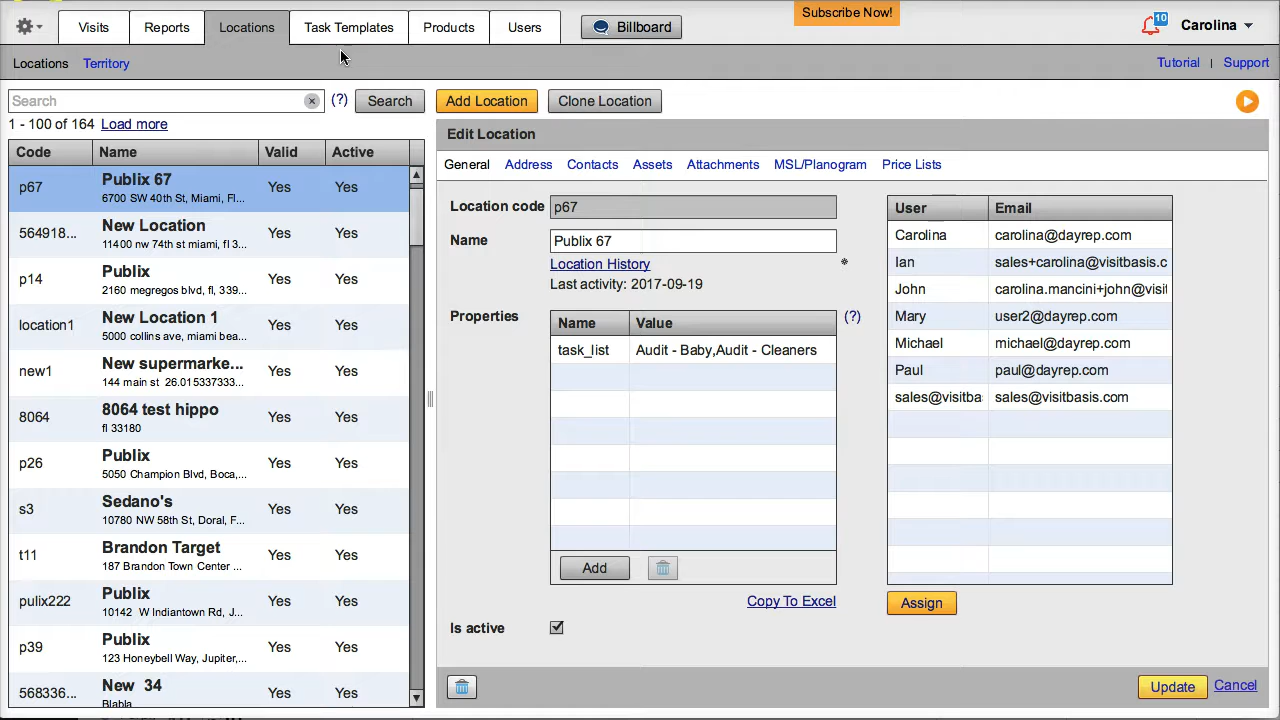 Subscribe Now!
Visits Reports Locations Task Templates Products Users Billboard 10 Carolina
Locations Territory Tutorial | Support
Search (?) Search Add Location Clone Location
1 - 100 of 164 Load more
Code Name Valid Active
p67 Publix 67 Yes Yes
6700 SW 40th St, Miami, Fl...
564918... New Location Yes Yes
11400 nw 74th st miami, fl 3...
p14 Publix Yes Yes
2160 megregos blvd, fl, 339...
location1 New Location 1 Yes Yes
5000 collins ave, miami bea...
new1 New supermarke... Yes Yes
144 main st 26.015337333...
8064 8064 test hippo Yes Yes
fl 33180
p26 Publix Yes Yes
5050 Champion Blvd, Boca,...
s3 Sedano's Yes Yes
10780 NW 58th St, Doral, F...
t11 Brandon Target Yes Yes
187 Brandon Town Center ...
pulix222 Publix Yes Yes
10142 W Indiantown Rd, J...
p39 Publix Yes Yes
123 Honeybell Way, Jupiter,...
568336... New 34 Yes Yes
Blabla
Edit Location
General Address Contacts Assets Attachments MSL/Planogram Price Lists
Location code p67
Name Publix 67
Location History *
Last activity: 2017-09-19
Properties Name Value (?)
task_list Audit - Baby,Audit - Cleaners
Add
Copy To Excel
Is active
User Email
Carolina carolina@dayrep.com
Ian sales+carolina@visitbasis.c
John carolina.mancini+john@visit
Mary user2@dayrep.com
Michael michael@dayrep.com
Paul paul@dayrep.com
sales@visitba sales@visitbasis.com
Assign
Update Cancel